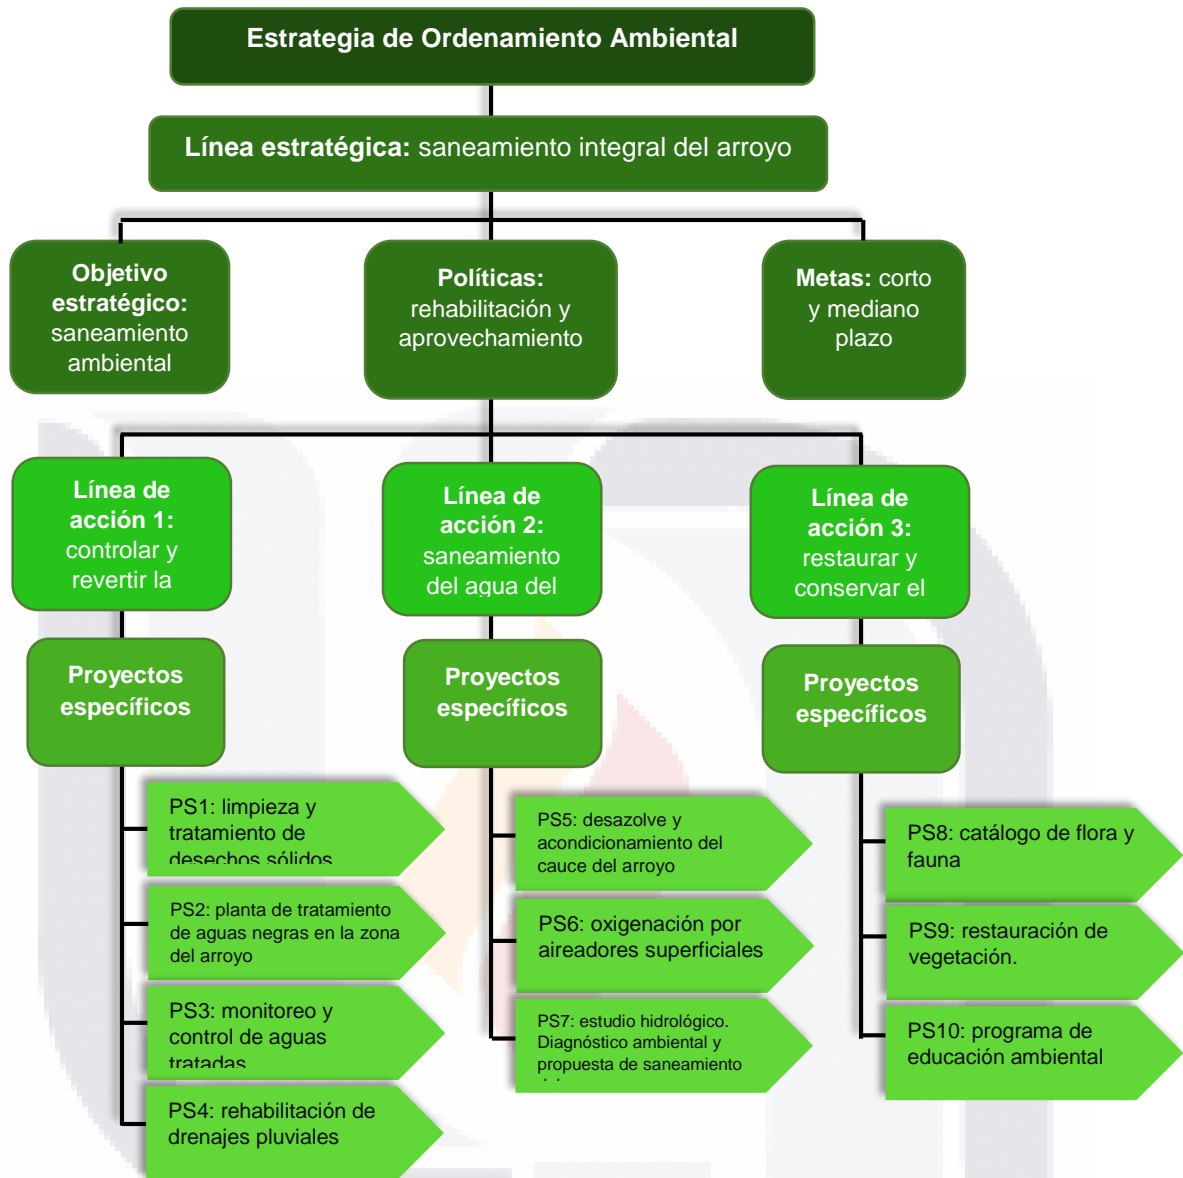 Estrategia de Ordenamiento Ambiental
Línea estratégica: saneamiento integral del arroyo
Objetivo
estratégico:
saneamiento
ambiental
Políticas:
rehabilitación y
aprovechamiento
Metas: corto
y mediano
plazo
Línea de
acción 1:
controlar y
revertir la
Línea de
acción 2:
saneamiento
del agua del
Línea de
acción 3:
restaurar y
conservar el
Proyectos
específicos
Proyectos
específicos
Proyectos
específicos
PS1: limpieza y
tratamiento de
desechos sólidos
PS2: planta de tratamiento
de aguas negras en la zona
del arroyo
PS3: monitoreo y
control de aguas
tratadas
PS4: rehabilitación de
drenajes pluviales
PS5: desazolve y
acondicionamiento del
cauce del arroyo
PS6: oxigenación por
aireadores superficiales
PS7: estudio hidrológico.
Diagnóstico ambiental y
propuesta de saneamiento
PS8: catálogo de flora y
fauna
PS9: restauración de
vegetación.
PS10: programa de
educación ambiental